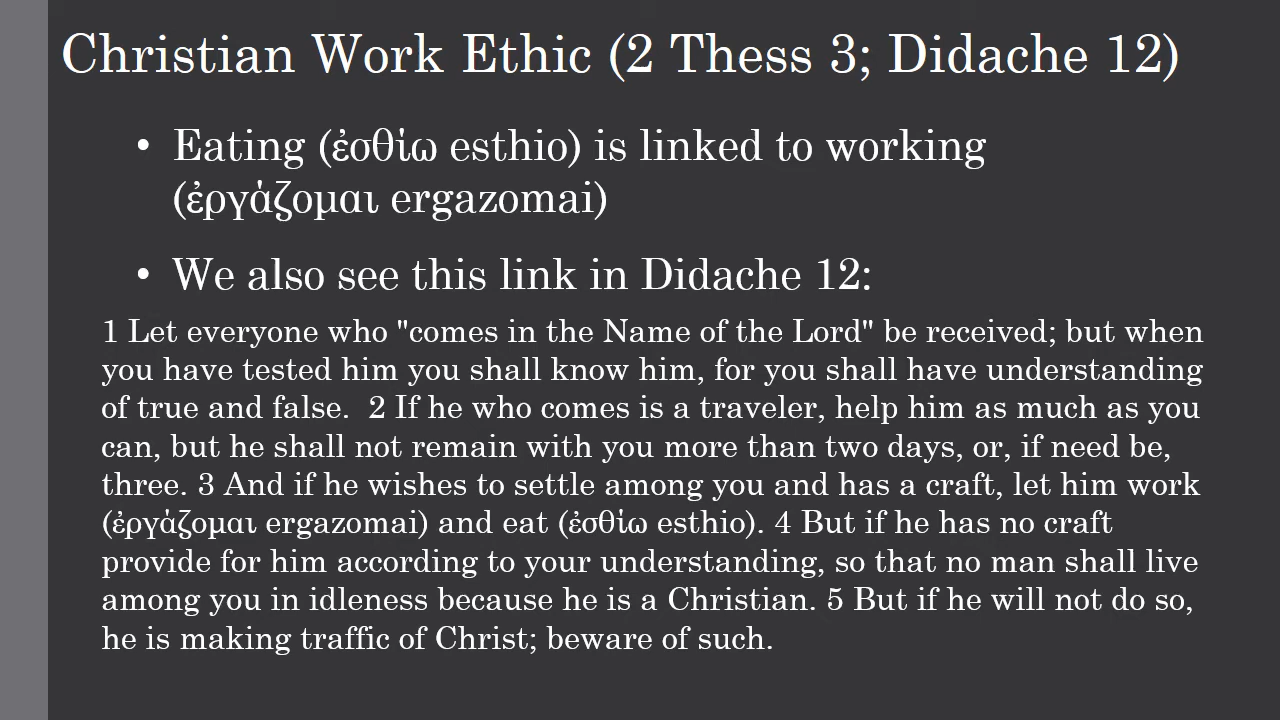 Christian Work Ethic (2 Thess 3; Didache 12)
• Eating (ἐσθίω esthio) is linked to working
(ἐργάζομαι ergazomai)
• We also see this link in Didache 12:
1 Let everyone who "comes in the Name of the Lord" be received; but when
you have tested him you shall know him, for you shall have understanding
of true and false.  2 If he who comes is a traveler, help him as much as you
can, but he shall not remain with you more than two days, or, if need be,
three. 3 And if he wishes to settle among you and has a craft, let him work
(ἐργάζομαι ergazomai) and eat (ἐσθίω esthio). 4 But if he has no craft
provide for him according to your understanding, so that no man shall live
among you in idleness because he is a Christian. 5 But if he will not do so,
he is making traffic of Christ; beware of such.